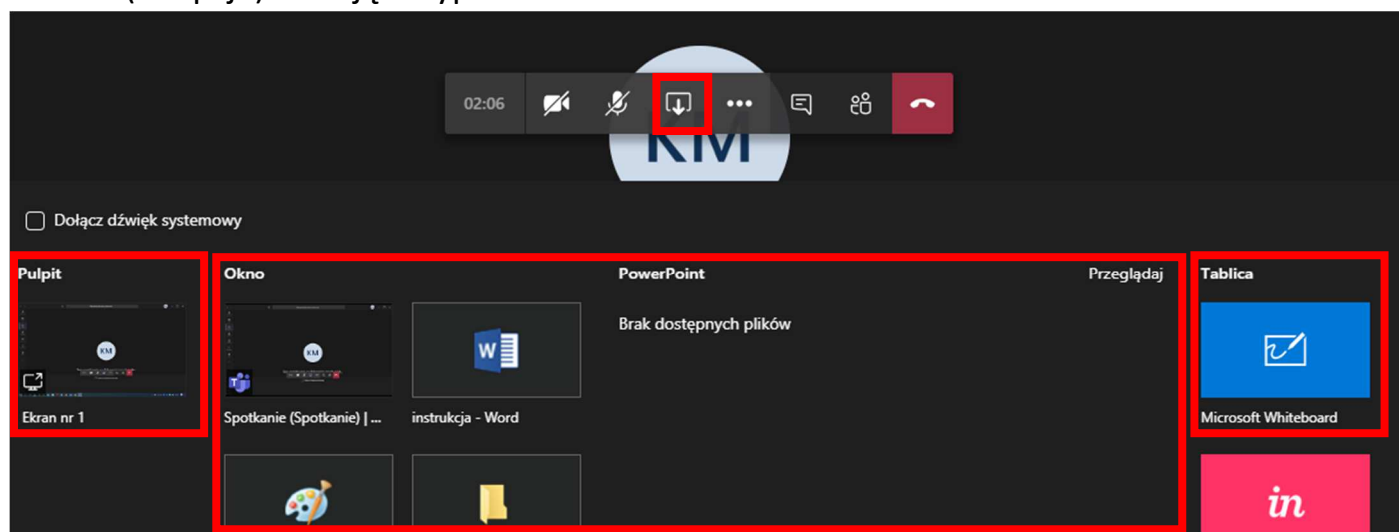 02:06
KM
Dołącz dźwięk systemowy
Pulpit
Okno
PowerPoint
Przeglądaj
Tablica
Brak dostępnych plików
KM
KM
W
Ekran nr 1
Spotkanie (Spotkanie) | ...
instrukcja - Word
Microsoft Whiteboard
in